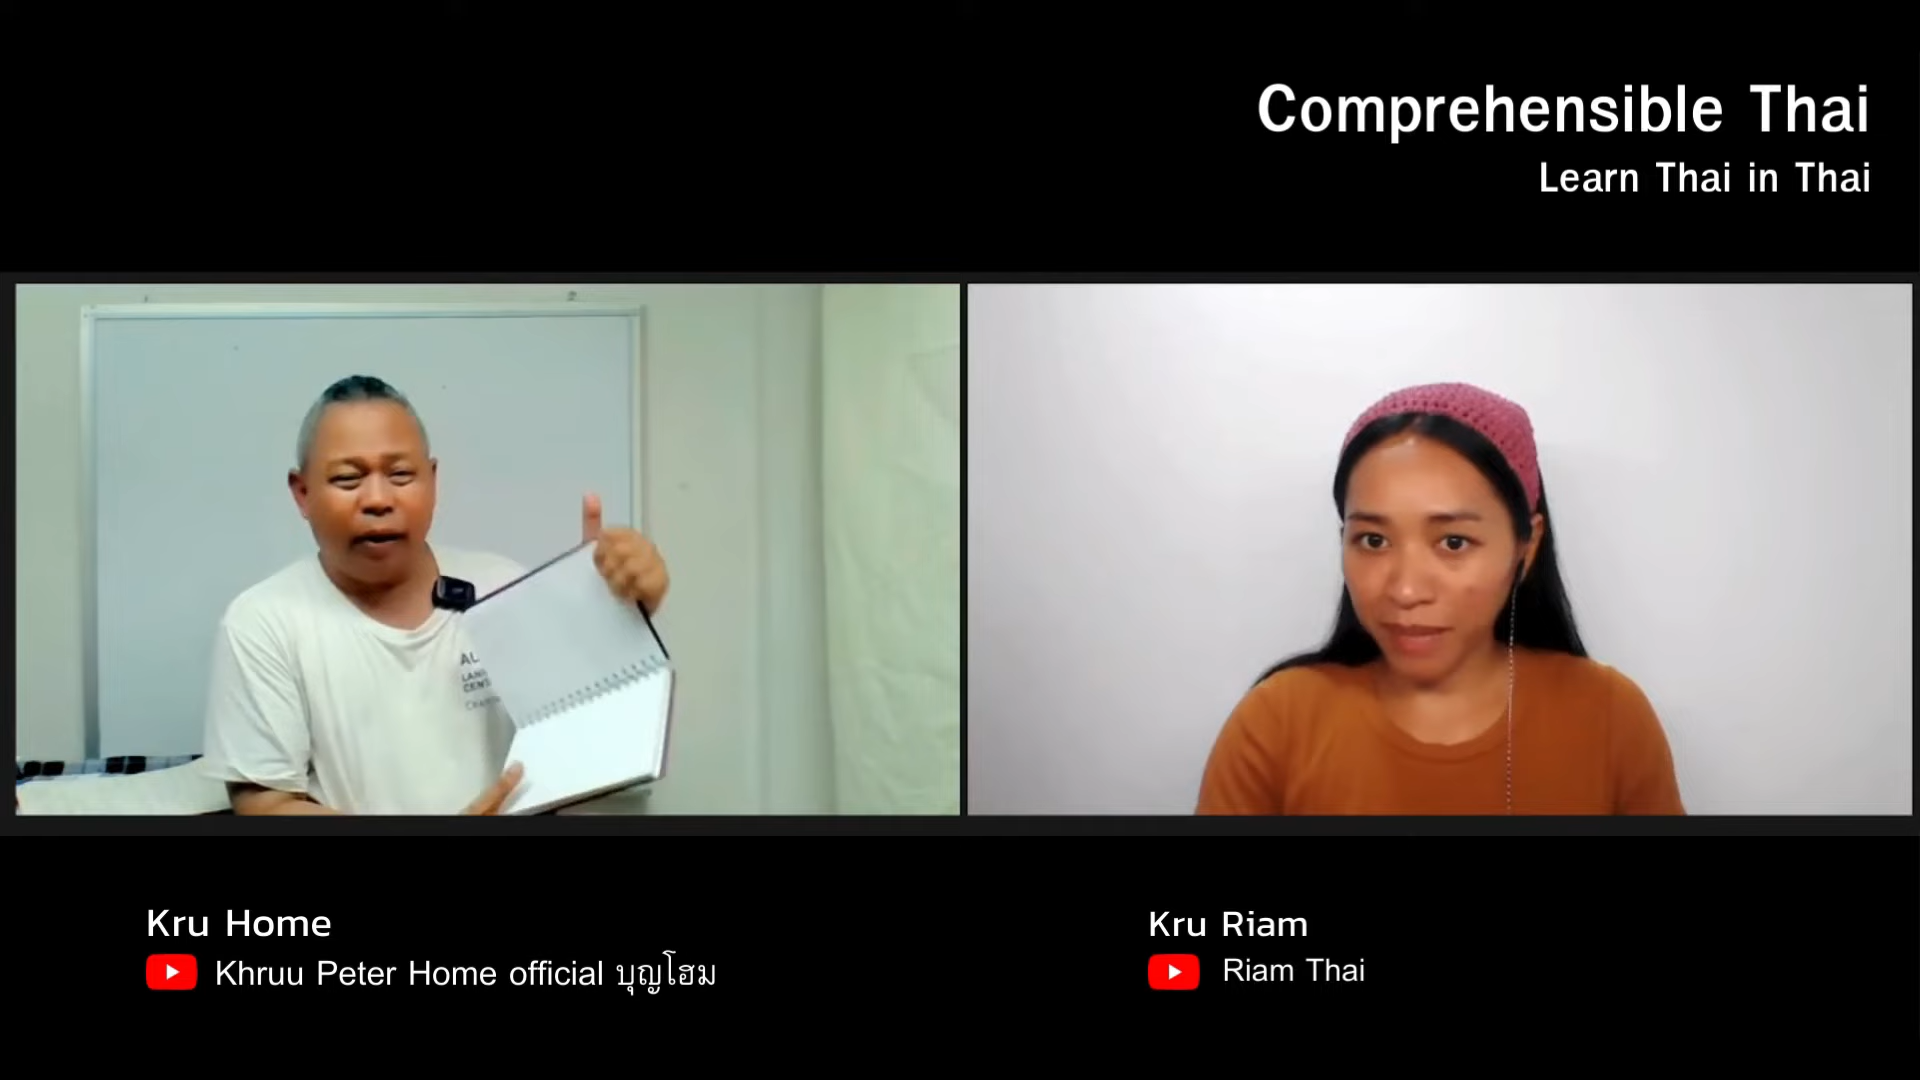 Comprehensible Thai
Learn Thai in Thai
Kru Home
Khruu Peter Home official บุญโฮม
Kru Riam
Riam Thai